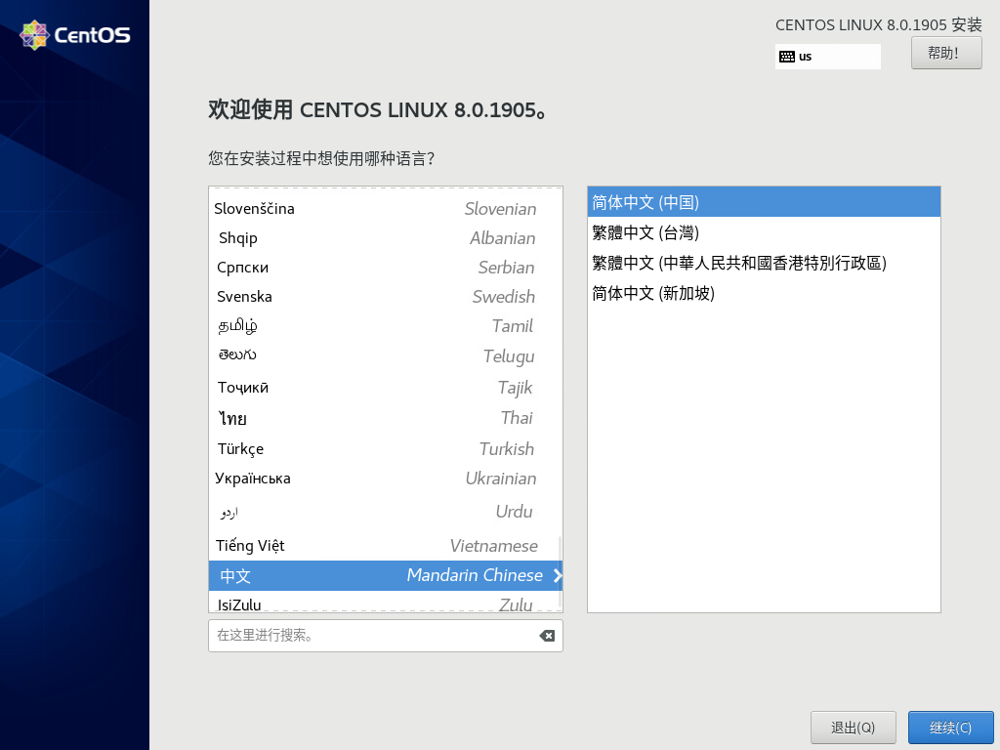 CentOS
CENTOS LINUX 8.0.1905 安装
us
帮助！
欢迎使用 CENTOS LINUX 8.0.1905。
您在安装过程中想使用哪种语言？
Slovenščina Slovenian
Shqip Albanian
Српски Serbian
Svenska Swedish
தமிழ் Tamil
తెలుగు Telugu
Тоҷикӣ Tajik
ไทย Thai
Türkçe Turkish
Українська Ukrainian
اردو Urdu
Tiếng Việt Vietnamese
中文 Mandarin Chinese
IsiZulu Zulu
在这里进行搜索。
简体中文 (中国)
繁體中文 (台灣)
繁體中文 (中華人民共和國香港特別行政區)
简体中文 (新加坡)
退出(Q)
继续(C)